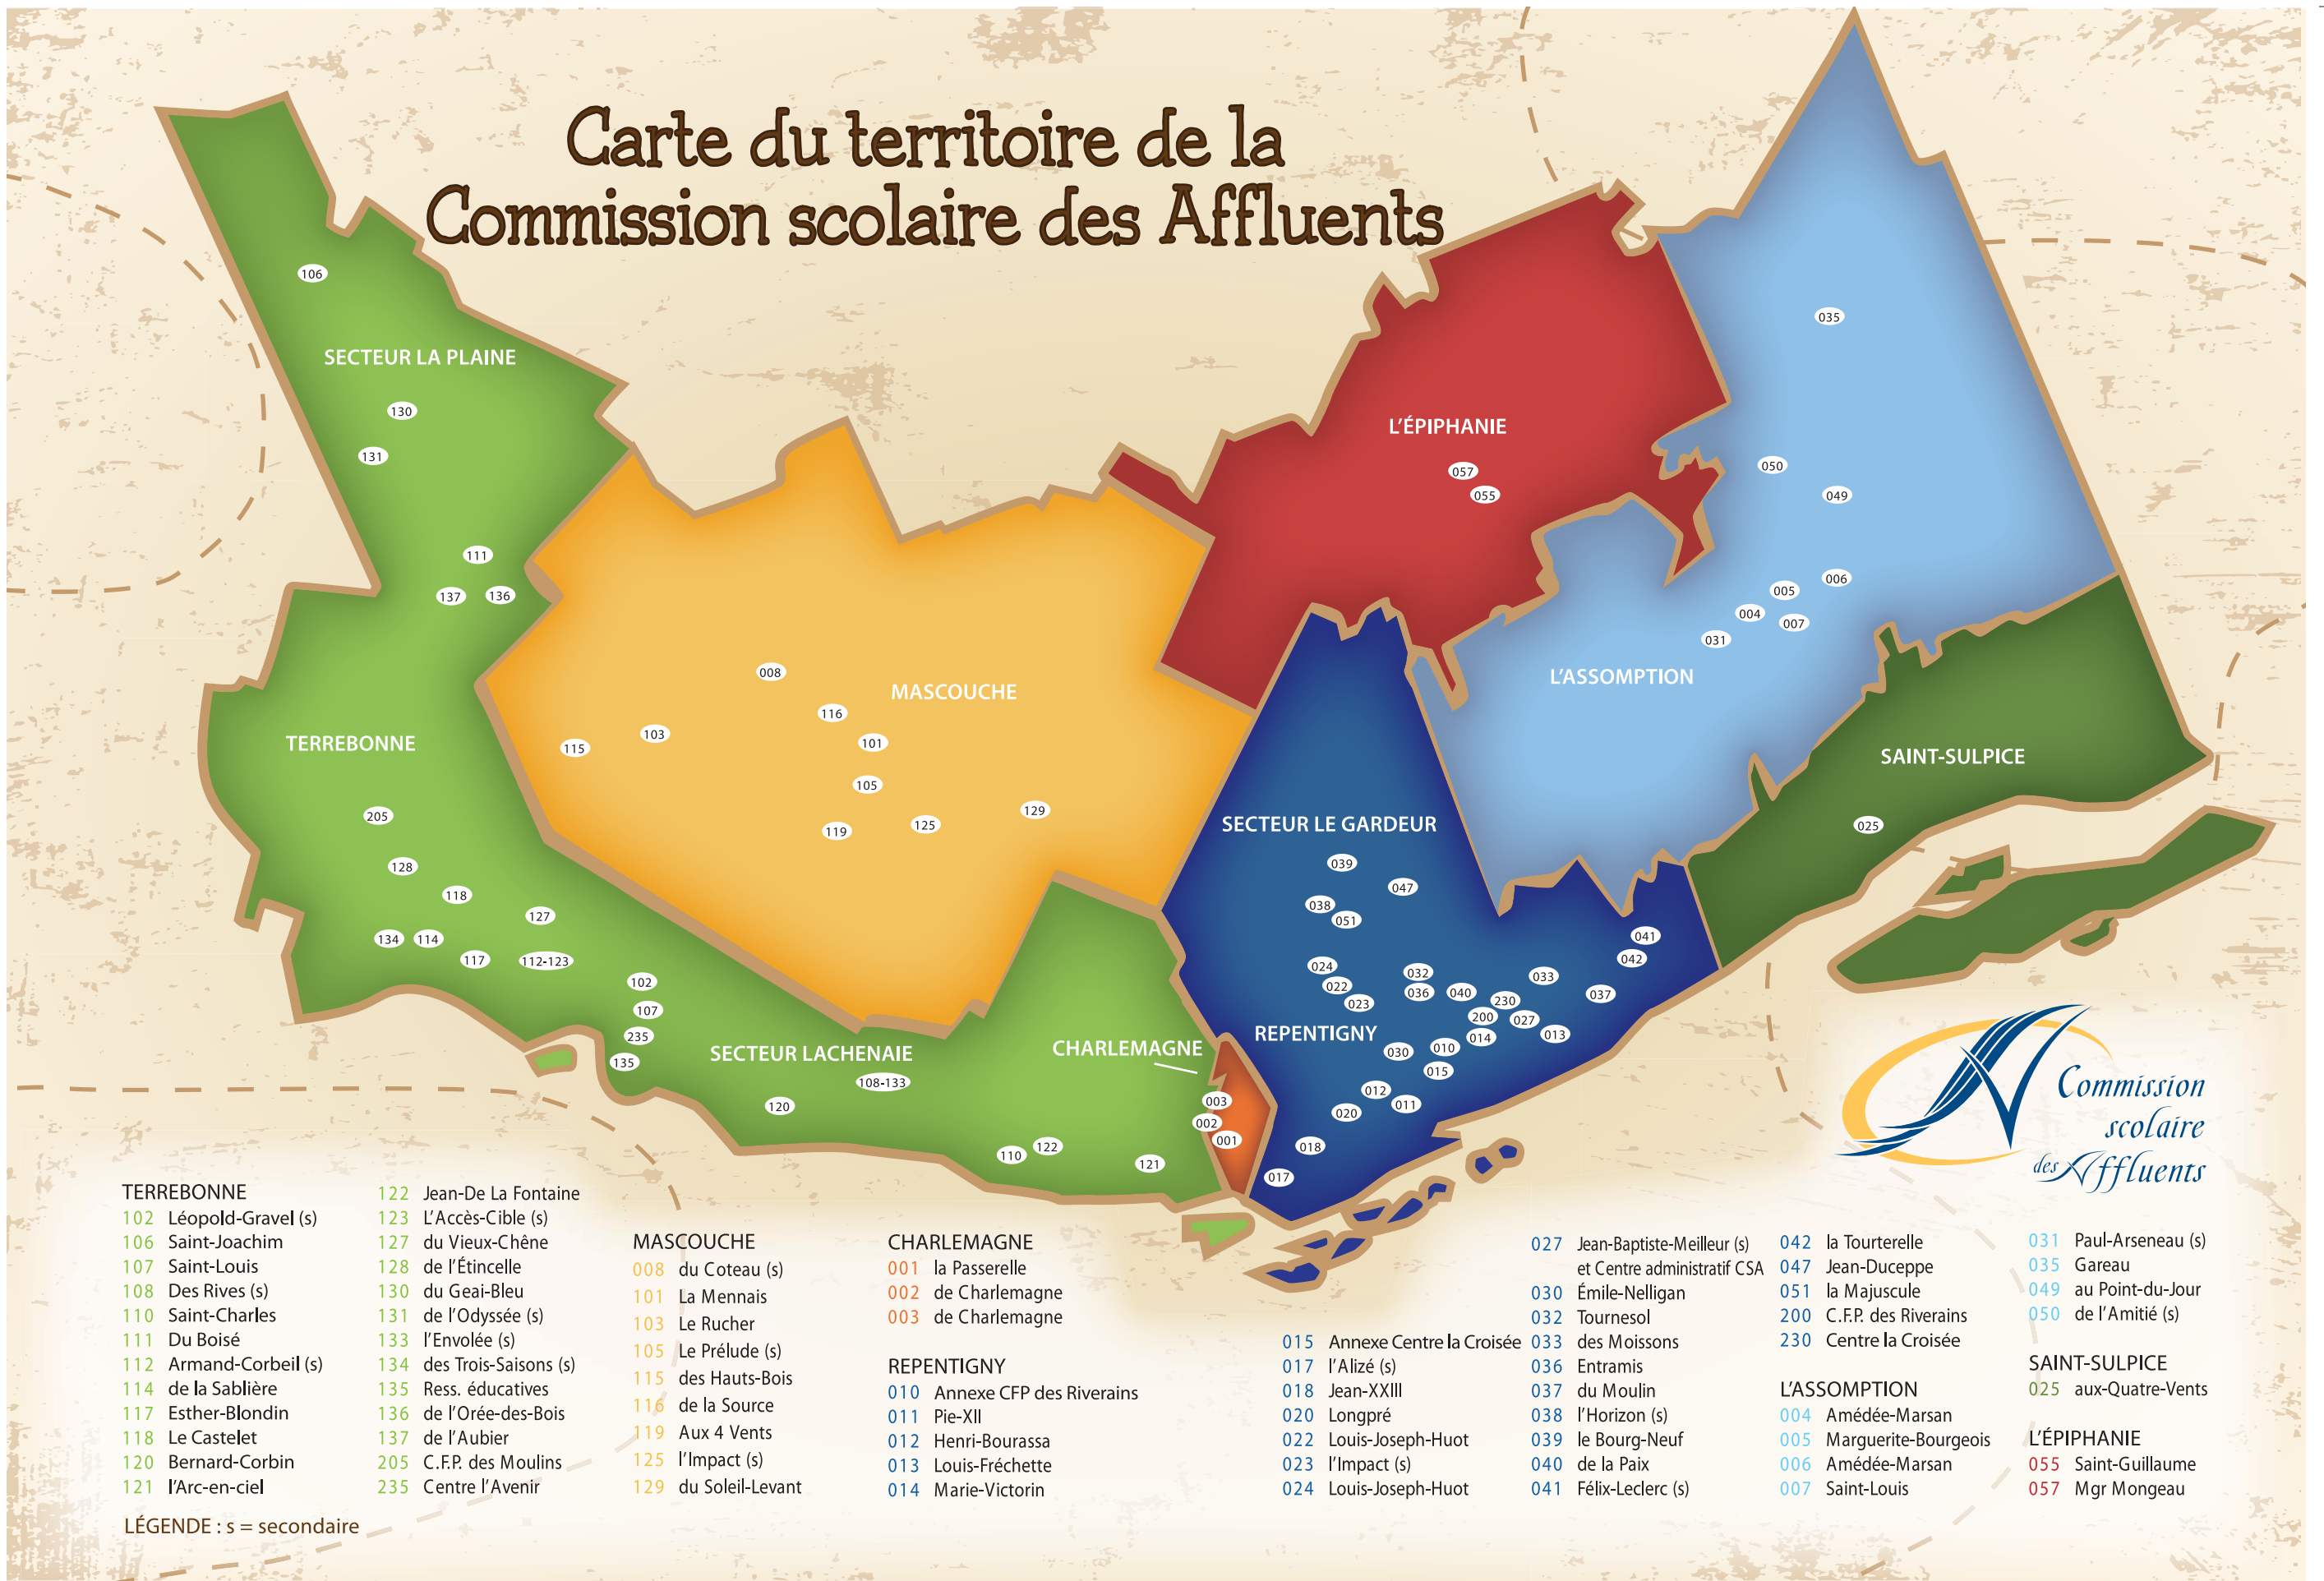 Carte du territoire de la
Commission scolaire des Affluents
106
SECTEUR LA PLAINE
130
131
111
137
136
TERREBONNE
205
128
118
127
134
114
117
112-123
102
107
235
135
SECTEUR LACHENAIE
108-133
120
110
122
121
MASCOUCHE
008
116
103
115
101
105
119
125
129
CHARLEMAGNE
003
002
001
L'ÉPIPHANIE
057
055
035
050
049
006
005
004
007
031
L'ASSOMPTION
SAINT-SULPICE
025
SECTEUR LE GARDEUR
039
047
038
051
041
042
024
032
033
022
036
040
037
023
230
200
027
REPENTIGNY
014
013
030
010
015
012
011
020
018
017
Commission
scolaire
des Affluents
TERREBONNE
102 Léopold-Gravel (s)
106 Saint-Joachim
107 Saint-Louis
108 Des Rives (s)
110 Saint-Charles
111 Du Boisé
112 Armand-Corbeil (s)
114 de la Sablière
117 Esther-Blondin
118 Le Castelet
120 Bernard-Corbin
121 l'Arc-en-ciel
122 Jean-De La Fontaine
123 L'Accès-Cible (s)
127 du Vieux-Chêne
128 de l'Étincelle
130 du Geai-Bleu
131 de l'Odyssée (s)
133 l'Envolée (s)
134 des Trois-Saisons (s)
135 Ress. éducatives
136 de l'Orée-des-Bois
137 de l'Aubier
205 C.F.P. des Moulins
235 Centre l'Avenir
MASCOUCHE
008 du Coteau (s)
101 La Mennais
103 Le Rucher
105 Le Prélude (s)
115 des Hauts-Bois
116 de la Source
119 Aux 4 Vents
125 l'Impact (s)
129 du Soleil-Levant
CHARLEMAGNE
001 la Passerelle
002 de Charlemagne
003 de Charlemagne
REPENTIGNY
010 Annexe CFP des Riverains
011 Pie-XII
012 Henri-Bourassa
013 Louis-Fréchette
014 Marie-Victorin
015 Annexe Centre la Croisée
017 l'Alizé (s)
018 Jean-XXIII
020 Longpré
022 Louis-Joseph-Huot
023 l'Impact (s)
024 Louis-Joseph-Huot
027 Jean-Baptiste-Meilleur (s)
et Centre administratif CSA
030 Émile-Nelligan
032 Tournesol
033 des Moissons
036 Entramis
037 du Moulin
038 l'Horizon (s)
039 le Bourg-Neuf
040 de la Paix
041 Félix-Leclerc (s)
042 la Tourterelle
047 Jean-Duceppe
051 la Majuscule
200 C.F.P. des Riverains
230 Centre la Croisée
L'ASSOMPTION
004 Amédée-Marsan
005 Marguerite-Bourgeois
006 Amédée-Marsan
007 Saint-Louis
031 Paul-Arseneau (s)
035 Gareau
049 au Point-du-Jour
050 de l'Amitié (s)
SAINT-SULPICE
025 aux-Quatre-Vents
L'ÉPIPHANIE
055 Saint-Guillaume
057 Mgr Mongeau
LÉGENDE : s = secondaire